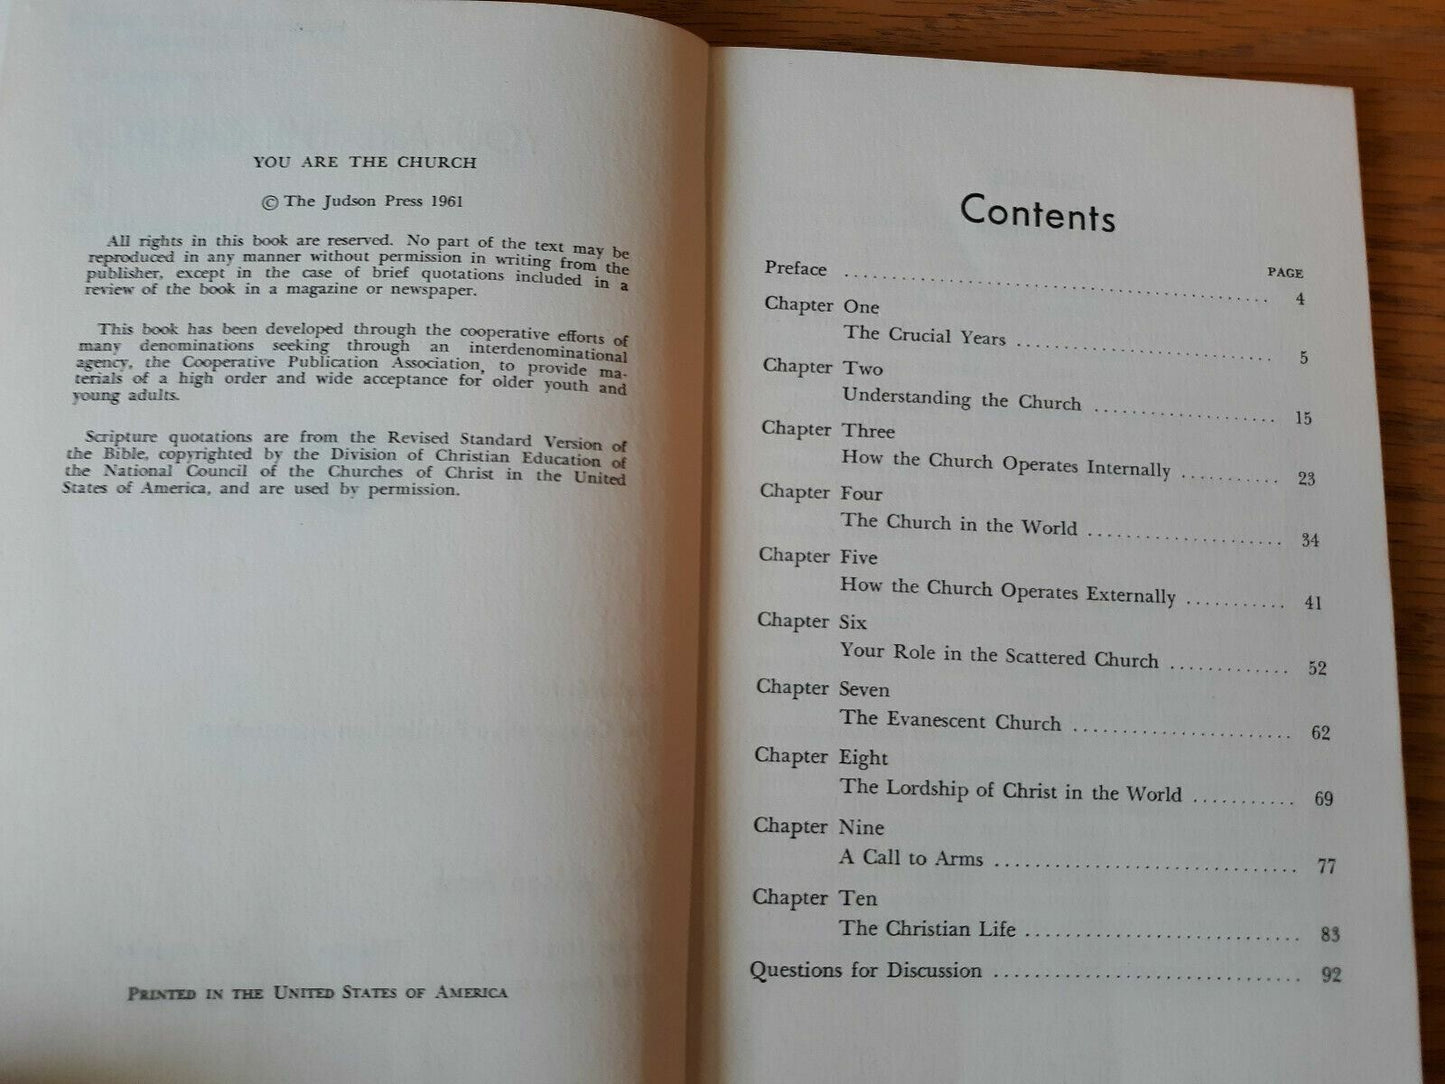 YOU ARE THE CHURCH
© The Judson Press 1961
All rights in this book are reserved. No part of the text may be
reproduced in any manner without permission in writing from the
publisher, except in the case of brief quotations included in a
review of the book in a magazine or newspaper.
This book has been developed through the cooperative efforts of
many denominations seeking through an interdenominational
agency, the Cooperative Publication Association, to provide ma-
terials of a high order and wide acceptance for older youth and
young adults.
Scripture quotations are from the Revised Standard Version of
the Bible, copyrighted by the Division of Christian Education of
the National Council of the Churches of Christ in the United
States of America, and are used by permission.
PRINTED IN THE UNITED STATES OF AMERICA
Contents
PAGE
Preface ........................................ 4
Chapter One
The Crucial Years ........................ 5
Chapter Two
Understanding the Church .................. 15
Chapter Three
How the Church Operates Internally .......... 23
Chapter Four
The Church in the World ................... 34
Chapter Five
How the Church Operates Externally ........... 41
Chapter Six
Your Role in the Scattered Church ............ 52
Chapter Seven
The Evanescent Church ...................... 62
Chapter Eight
The Lordship of Christ in the World ........... 69
Chapter Nine
A Call to Arms .............................. 77
Chapter Ten
The Christian Life ........................... 83
Questions for Discussion .............................. 92